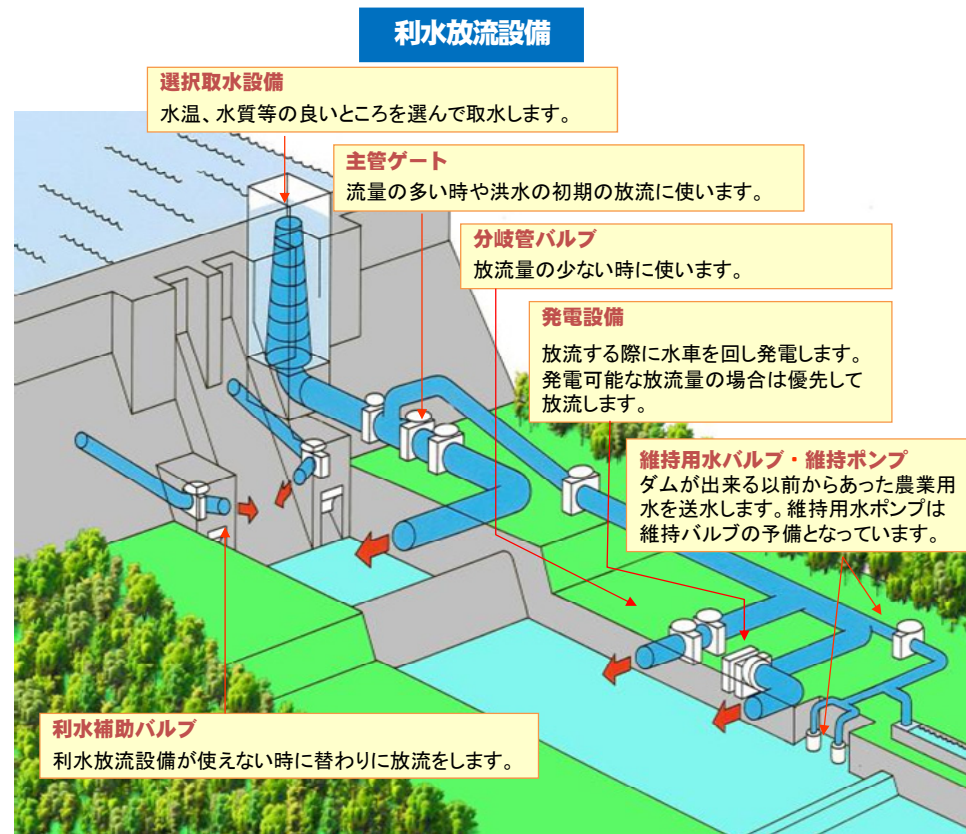 利水放流設備
選択取水設備
水温、水質等の良いところを選んで取水します。
主管ゲート
流量の多い時や洪水の初期の放流に使います。
分岐管バルブ
放流量の少ない時に使います。
発電設備
放流する際に水車を回し発電します。
発電可能な放流量の場合は優先して
放流します。
維持用水バルブ・維持ポンプ
ダムが出来る以前からあった農業用
水を送水します。維持用水ポンプは
維持バルブの予備となっています。
利水補助バルブ
利水放流設備が使えない時に替わりに放流をします。